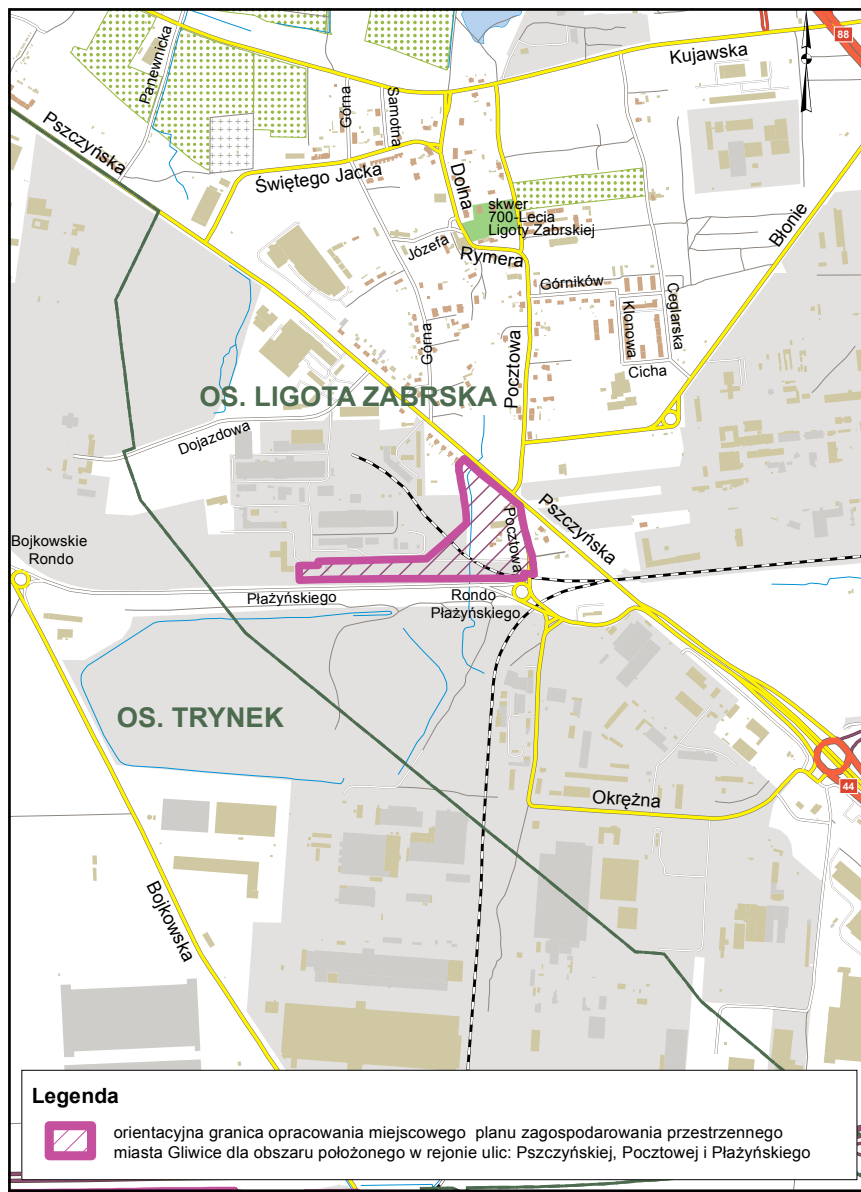 88
Kujawska
Panewnicka
Górna
Samotna
Pszczyńska
Świętego Jacka
Dolna
skwer
700-Lecia
Ligoty Zabrskiej
Błonie
Józefa
Rymera
Górników
Klonowa
Ceglarska
Górna
Pocztowa
Cicha
OS. LIGOTA ZABRSKA
Dojazdowa
Pszczyńska
Pocztowa
Bojkowskie
Rondo
Płażyńskiego
Rondo
Płażyńskiego
OS. TRYNEK
44
Okrężna
Bojkowska
Legenda
orientacyjna granica opracowania miejscowego planu zagospodarowania przestrzennego
miasta Gliwice dla obszaru położonego w rejonie ulic: Pszczyńskiej, Pocztowej i Płażyńskiego